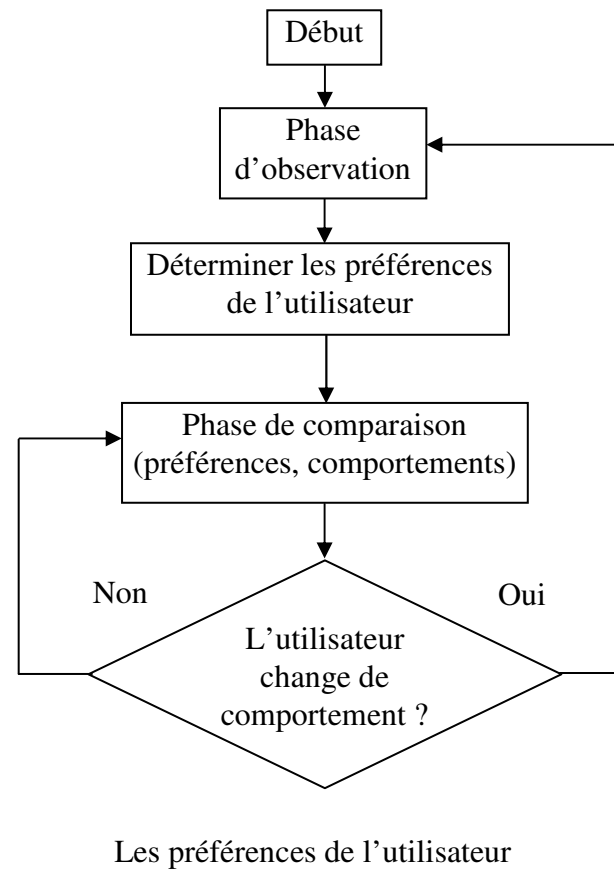 Début
Phase
d’observation
Déterminer les préférences
de l’utilisateur
Phase de comparaison
(préférences, comportements)
Non
Oui
L’utilisateur
change de
comportement ?
Les préférences de l’utilisateur